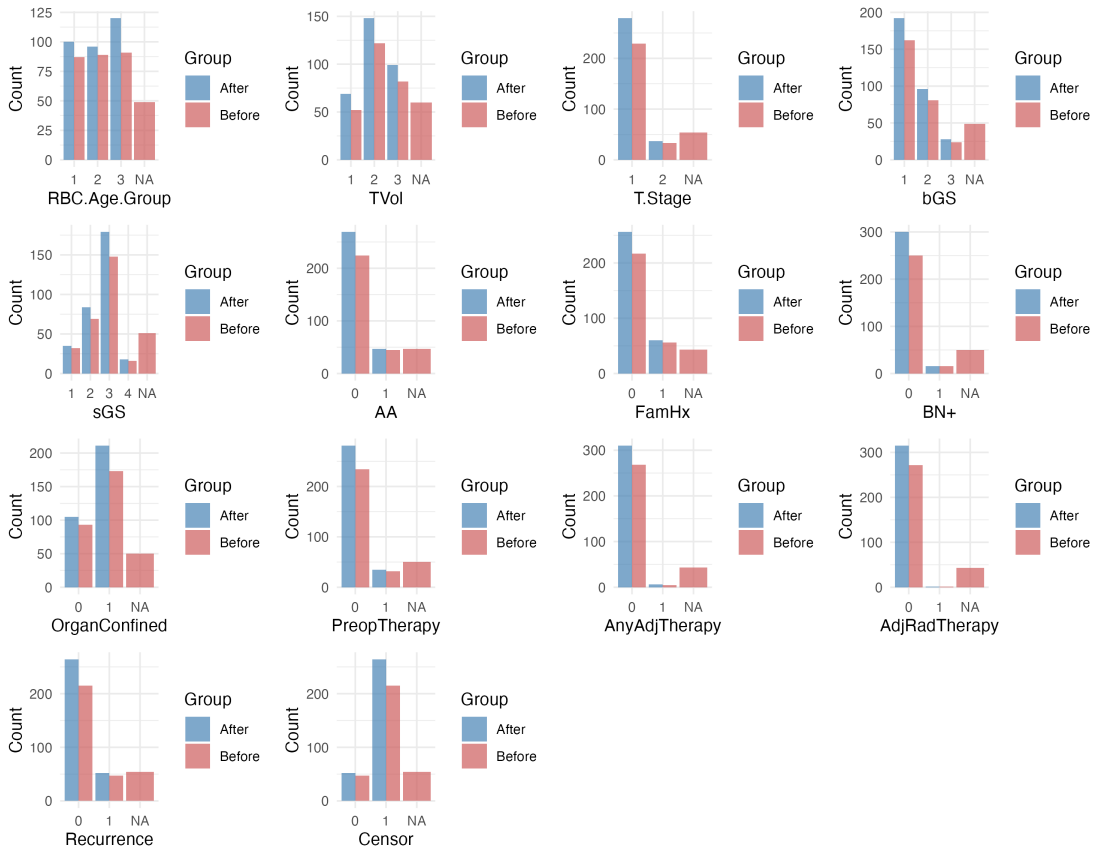 125
100
75
50
25
0
Count
1 2 3 NA
RBC.Age.Group
Group
After
Before
150
100
50
0
Count
1 2 3 NA
TVol
Group
After
Before
200
100
0
Count
1 2 NA
T.Stage
Group
After
Before
200
150
100
50
0
Count
1 2 3 NA
bGS
Group
After
Before
150
100
50
0
Count
1 2 3 4 NA
sGS
Group
After
Before
200
100
0
Count
0 1 NA
AA
Group
After
Before
200
100
0
Count
0 1 NA
FamHx
Group
After
Before
300
200
100
0
Count
0 1 NA
BN+
Group
After
Before
200
150
100
50
0
Count
0 1 NA
OrganConfined
Group
After
Before
200
100
0
Count
0 1 NA
PreopTherapy
Group
After
Before
300
200
100
0
Count
0 1 NA
AnyAdjTherapy
Group
After
Before
300
200
100
0
Count
0 1 NA
AdjRadTherapy
Group
After
Before
200
100
0
Count
0 1 NA
Recurrence
Group
After
Before
200
100
0
Count
0 1 NA
Censor
Group
After
Before